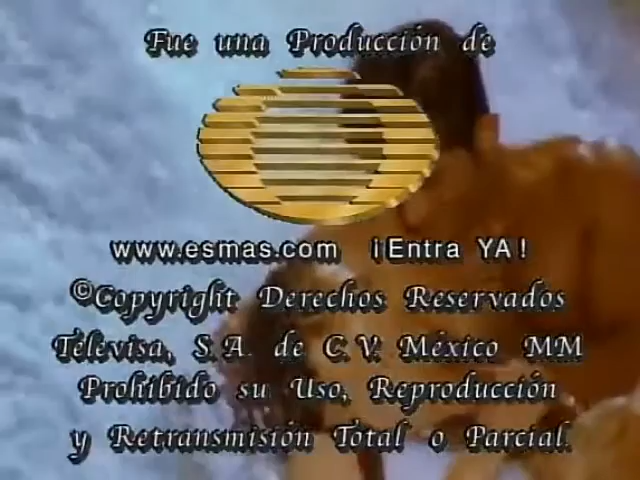 Fue una Producción de
www.esmas.com ¡Entra YA!
©Copyright Derechos Reservados
Televisa, S.A. de C.V. México MM
Prohibido su Uso, Reproducción
y Retransmisión Total o Parcial.